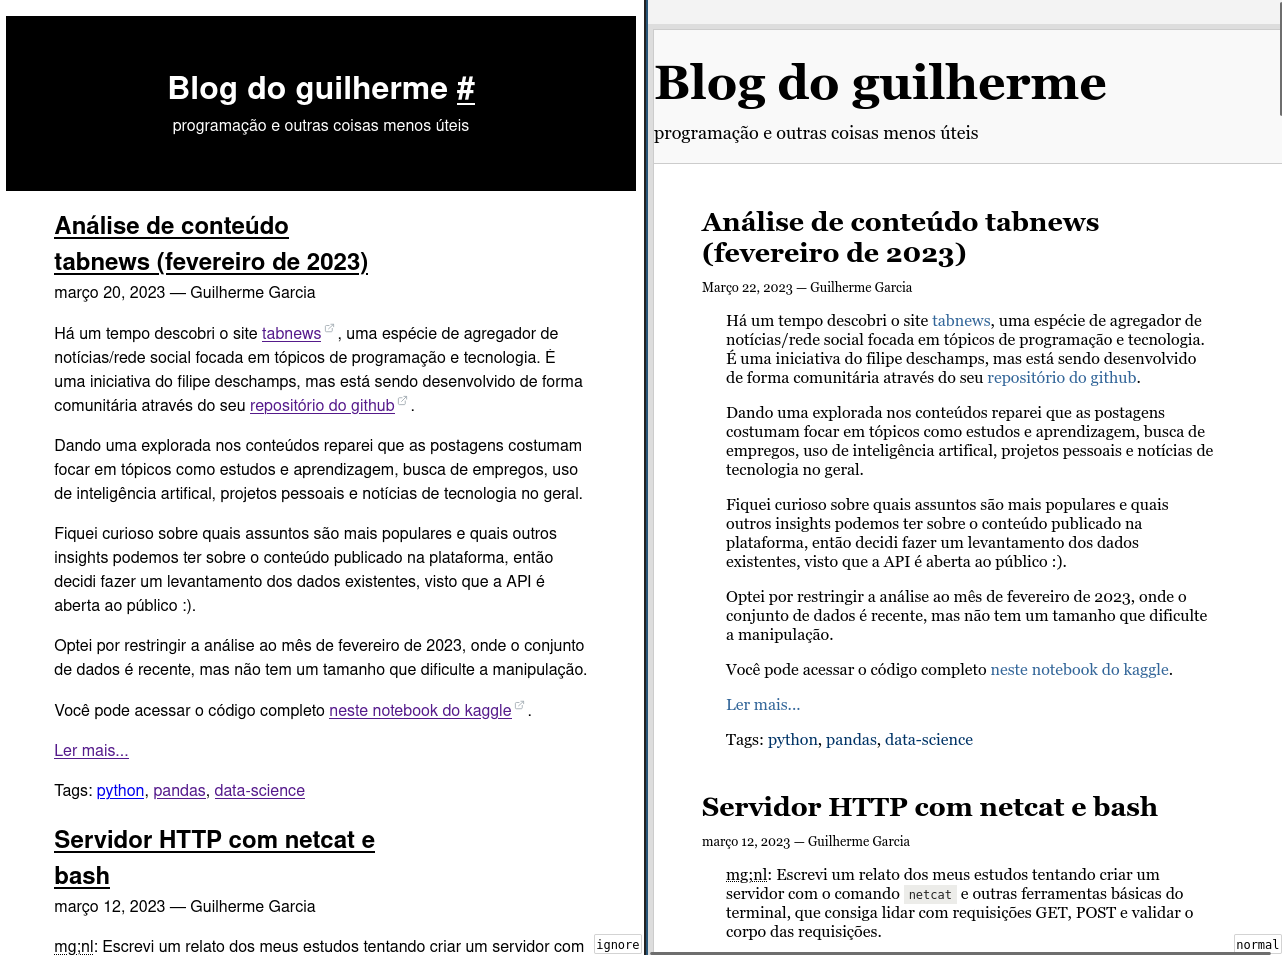 Blog do guilherme #
programação e outras coisas menos úteis
Análise de conteúdo
tabnews (fevereiro de 2023)
março 20, 2023 — Guilherme Garcia
Há um tempo descobri o site tabnews, uma espécie de agregador de
notícias/rede social focada em tópicos de programação e tecnologia. É
uma iniciativa do filipe deschamps, mas está sendo desenvolvido de forma
comunitária através do seu repositório do github.
Dando uma explorada nos conteúdos reparei que as postagens costumam
focar em tópicos como estudos e aprendizagem, busca de empregos, uso
de inteligência artifical, projetos pessoais e notícias de tecnologia no geral.
Fiquei curioso sobre quais assuntos são mais populares e quais outros
insights podemos ter sobre o conteúdo publicado na plataforma, então
decidi fazer um levantamento dos dados existentes, visto que a API é
aberta ao público :).
Optei por restringir a análise ao mês de fevereiro de 2023, onde o conjunto
de dados é recente, mas não tem um tamanho que dificulte a manipulação.
Você pode acessar o código completo neste notebook do kaggle.
Ler mais...
Tags: python, pandas, data-science
Servidor HTTP com netcat e
bash
março 12, 2023 — Guilherme Garcia
mg;nl: Escrevi um relato dos meus estudos tentando criar um servidor com
ignore
Blog do guilherme
programação e outras coisas menos úteis
Análise de conteúdo tabnews
(fevereiro de 2023)
Março 22, 2023 — Guilherme Garcia
Há um tempo descobri o site tabnews, uma espécie de agregador de
notícias/rede social focada em tópicos de programação e tecnologia.
É uma iniciativa do filipe deschamps, mas está sendo desenvolvido
de forma comunitária através do seu repositório do github.
Dando uma explorada nos conteúdos reparei que as postagens
costumam focar em tópicos como estudos e aprendizagem, busca de
empregos, uso de inteligência artifical, projetos pessoais e notícias de
tecnologia no geral.
Fiquei curioso sobre quais assuntos são mais populares e quais
outros insights podemos ter sobre o conteúdo publicado na
plataforma, então decidi fazer um levantamento dos dados
existentes, visto que a API é aberta ao público :).
Optei por restringir a análise ao mês de fevereiro de 2023, onde o
conjunto de dados é recente, mas não tem um tamanho que dificulte
a manipulação.
Você pode acessar o código completo neste notebook do kaggle.
Ler mais...
Tags: python, pandas, data-science
Servidor HTTP com netcat e bash
março 12, 2023 — Guilherme Garcia
mg;nl: Escrevi um relato dos meus estudos tentando criar um
servidor com o comando netcat e outras ferramentas básicas do
terminal, que consiga lidar com requisições GET, POST e validar o
corpo das requisições.
normal